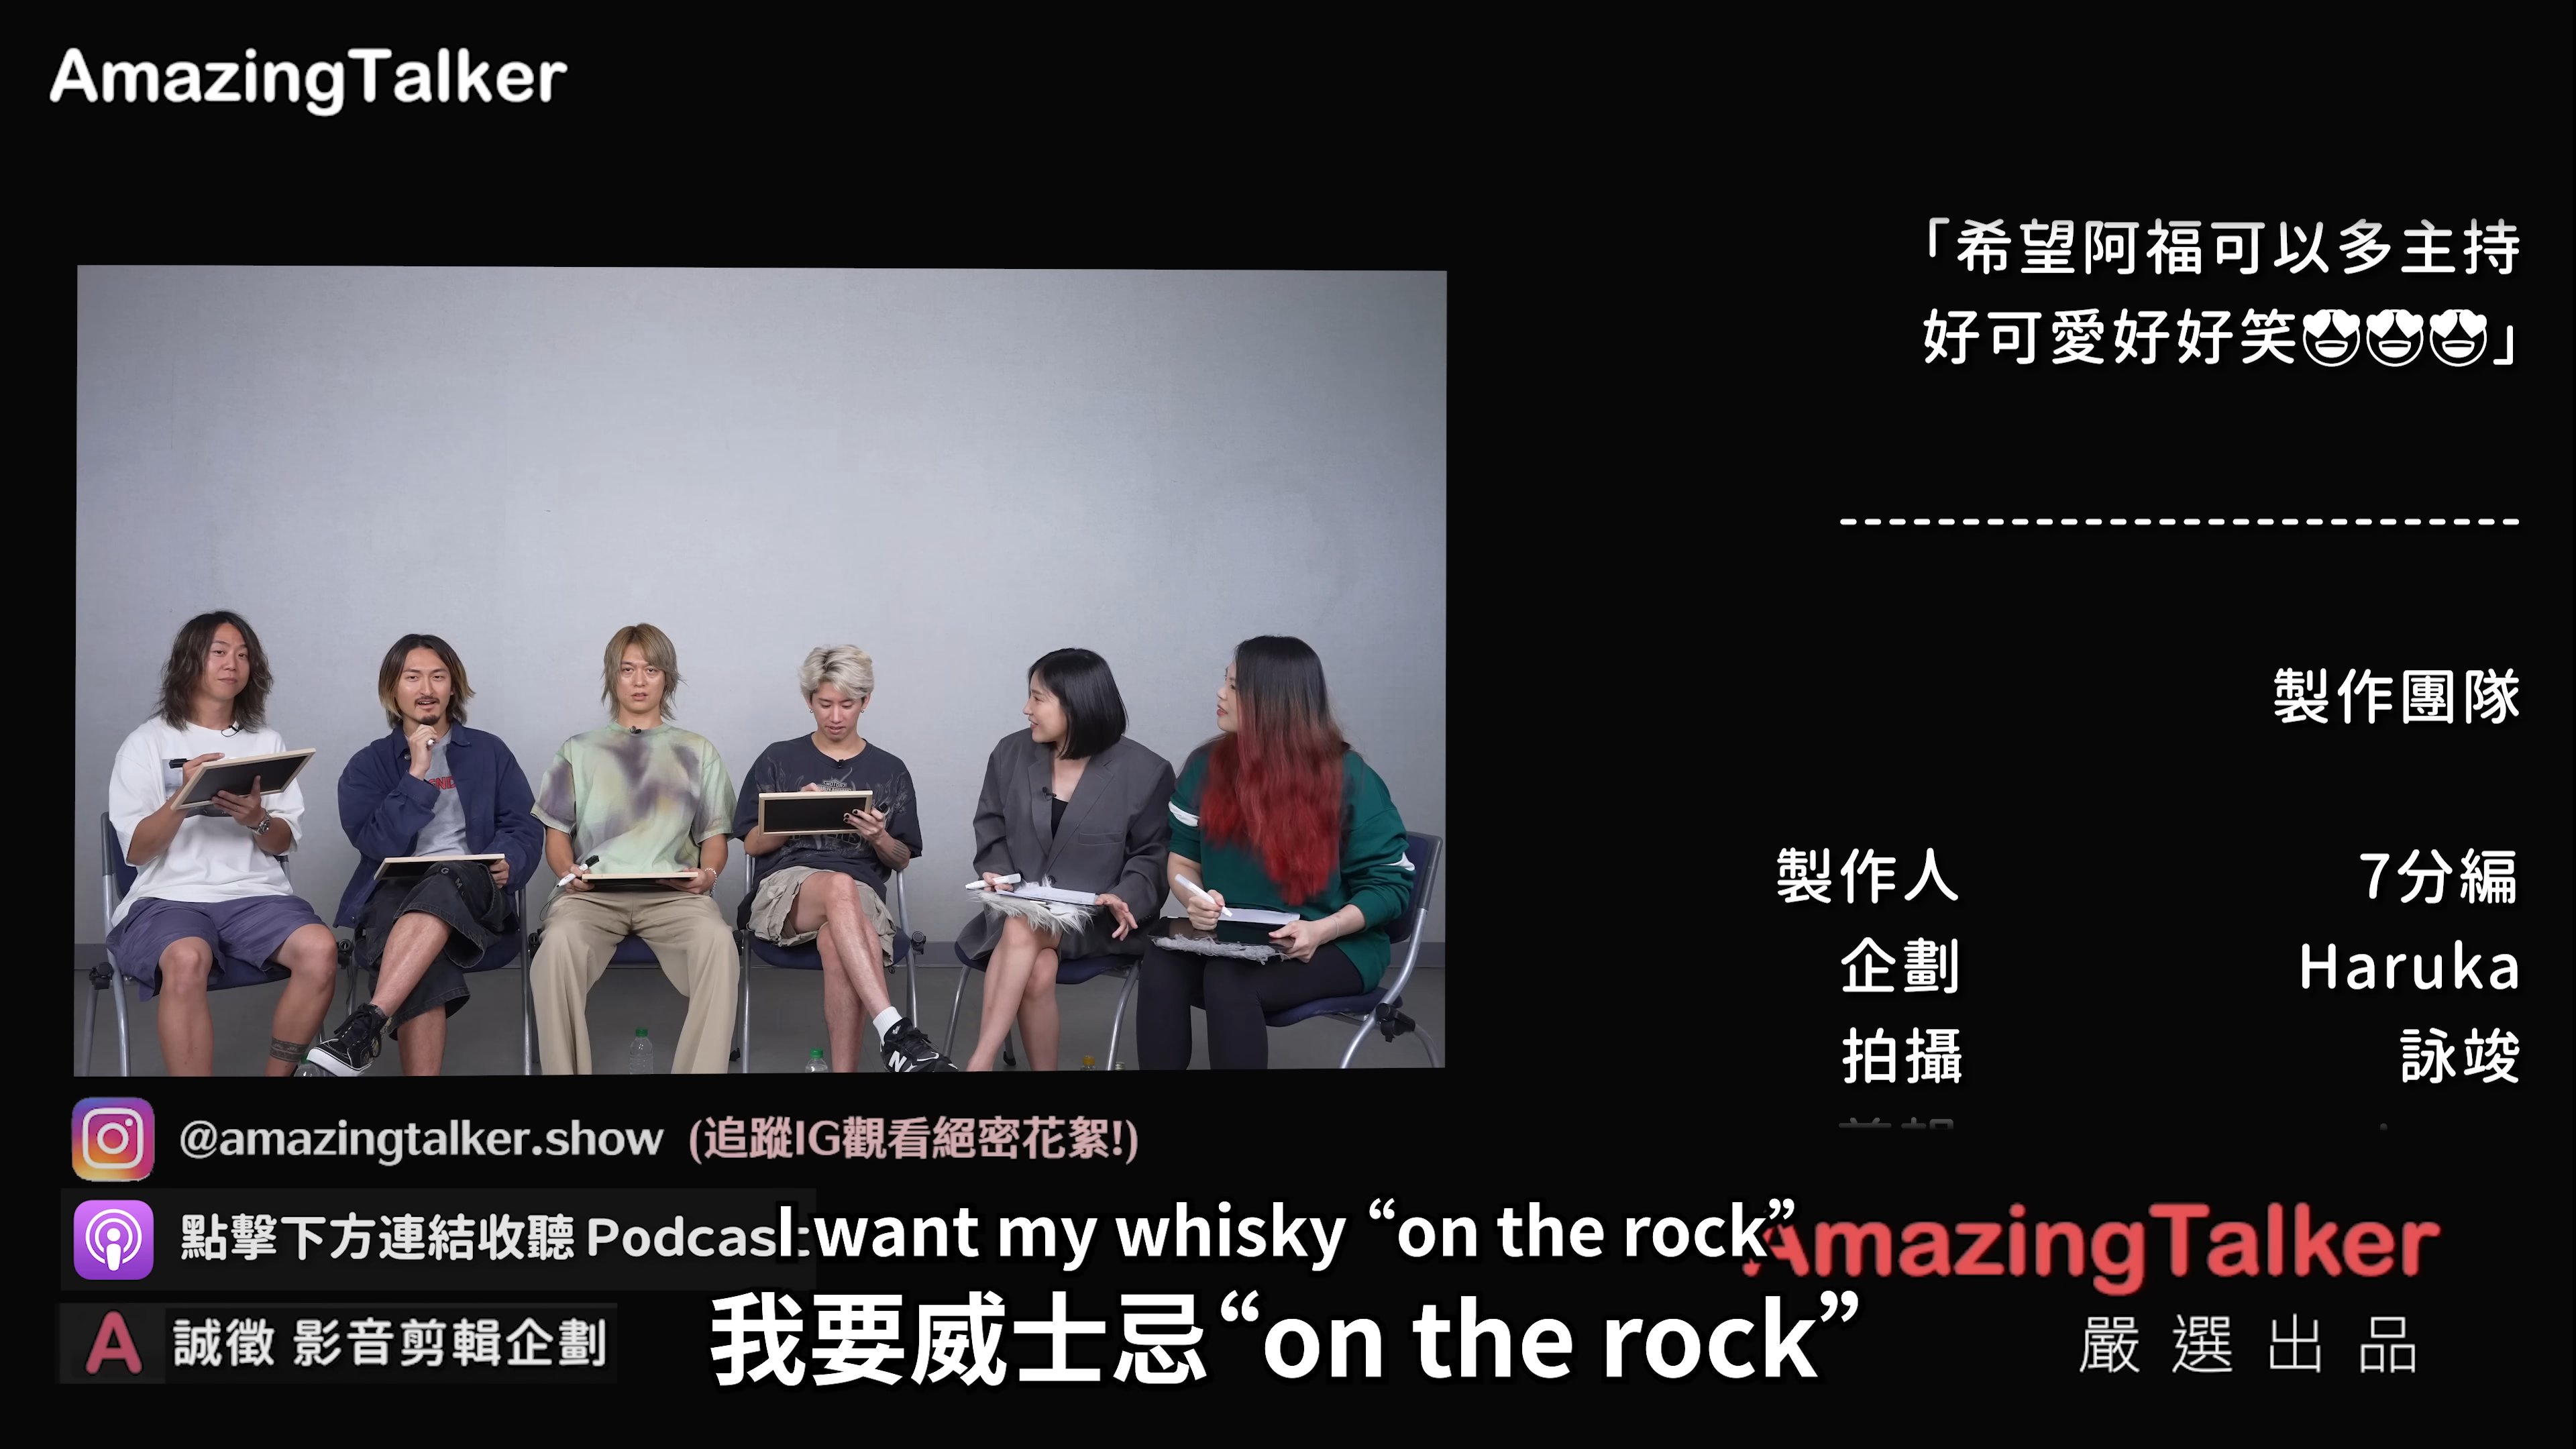 AmazingTalker
「希望阿福可以多主持
好可愛好好笑😍😍😍」
----------------------------
製作團隊
製作人 7分編
企劃 Haruka
拍攝 詠竣
@amazingtalker.show (追蹤IG觀看絕密花絮!)
點擊下方連結收聽 Podcast
A 誠徵 影音剪輯企劃
I want my whisky “on the rock”
我要威士忌“on the rock”
AmazingTalker
嚴選出品